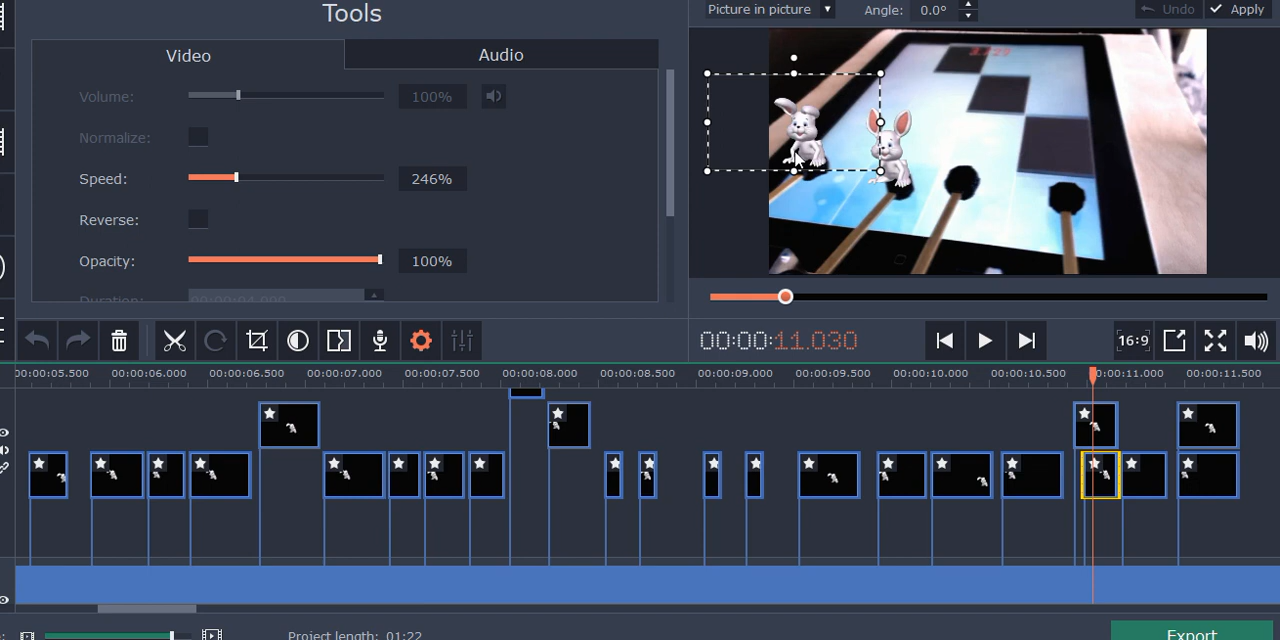 Tools
Picture in picture
Angle: 0.0°
Undo
Apply
Video
Audio
Volume: 100%
Normalize:
Speed: 246%
Reverse:
Opacity: 100%
Duration: 00:00:04.000
00:00:11.030
16:9
00:00:05.500 00:00:06.000 00:00:06.500 00:00:07.000 00:00:07.500 00:00:08.000 00:00:08.500 00:00:09.000 00:00:09.500 00:00:10.000 00:00:10.500 00:00:11.000 00:00:11.500
Project length: 01:22
Export